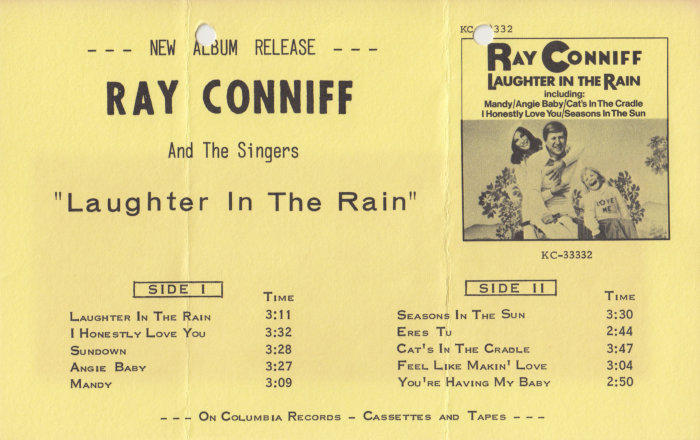 --- NEW ALBUM RELEASE ---
RAY CONNIFF
And The Singers
"Laughter In The Rain"
KC 332
RAY CONNIFF
LAUGHTER IN THE RAIN
including:
Mandy/Angie Baby/Cat's In The Cradle
I Honestly Love You/Seasons In The Sun
LOVE ME
KC-33332
SIDE I
TIME
LAUGHTER IN THE RAIN 3:11
I HONESTLY LOVE YOU 3:32
SUNDOWN 3:28
ANGIE BABY 3:27
MANDY 3:09
SIDE II
TIME
SEASONS IN THE SUN 3:30
ERES TU 2:44
CAT'S IN THE CRADLE 3:47
FEEL LIKE MAKIN' LOVE 3:04
YOU'RE HAVING MY BABY 2:50
--- ON COLUMBIA RECORDS - CASSETTES AND TAPES ---